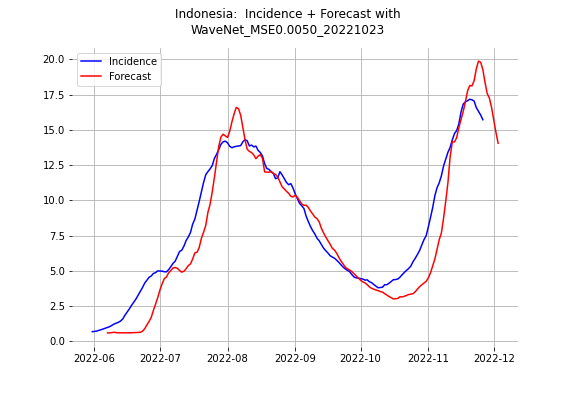 Indonesia:  Incidence + Forecast with
WaveNet_MSE0.0050_20221023
Incidence
Forecast
20.0
17.5
15.0
12.5
10.0
7.5
5.0
2.5
0.0
2022-06 2022-07 2022-08 2022-09 2022-10 2022-11 2022-12